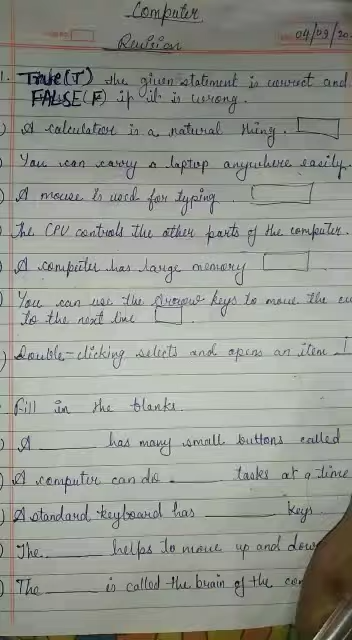 Computer
Revision
04/09/20
1. True(T) the given statement is correct and
FALSE(F) if it is wrong.
) A calculator is a natural thing.
) You can carry a laptop anywhere easily.
) A mouse is used for typing
) The CPU controls the other parts of the computer.
) A computer has large memory
) You can use the Arrow keys to move the cu
to the next line
) Double-clicking selects and opens an item
Fill in the blanks.
) A ______ has many small buttons called
) A computer can do ______ tasks at a time
) A standard keyboard has ______ keys
) The ______ helps to move up and dow
) The ______ is called the brain of the com